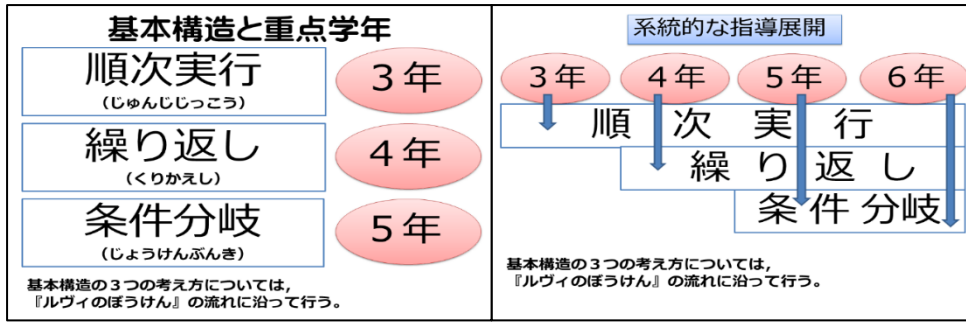 基本構造と重点学年
順次実行
(じゅんじじっこう)
3年
繰り返し
(くりかえし)
4年
条件分岐
(じょうけんぶんき)
5年
基本構造の3つの考え方については,
『ルヴィのぼうけん』の流れに沿って行う。
系統的な指導展開
3年 4年 5年 6年
順次実行
繰り返し
条件分岐
基本構造の3つの考え方については,
『ルヴィのぼうけん』の流れに沿って行う。